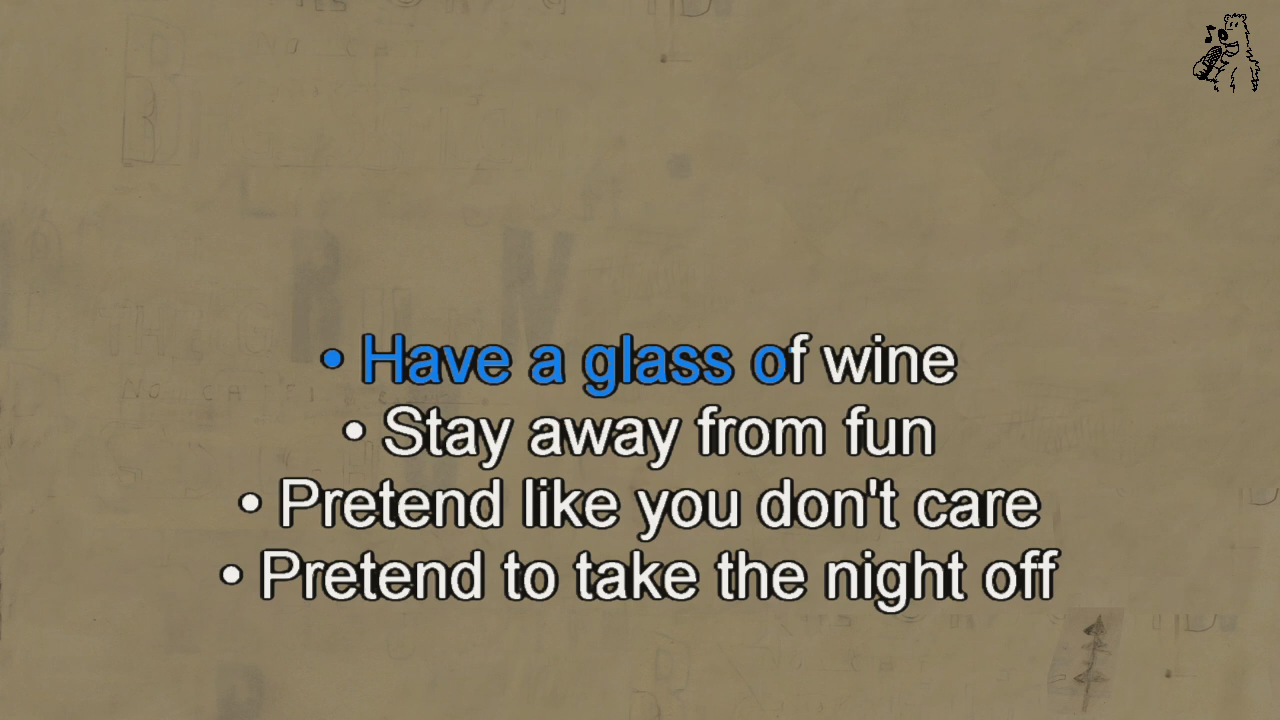 • Have a glass of wine
• Stay away from fun
• Pretend like you don't care
• Pretend to take the night off